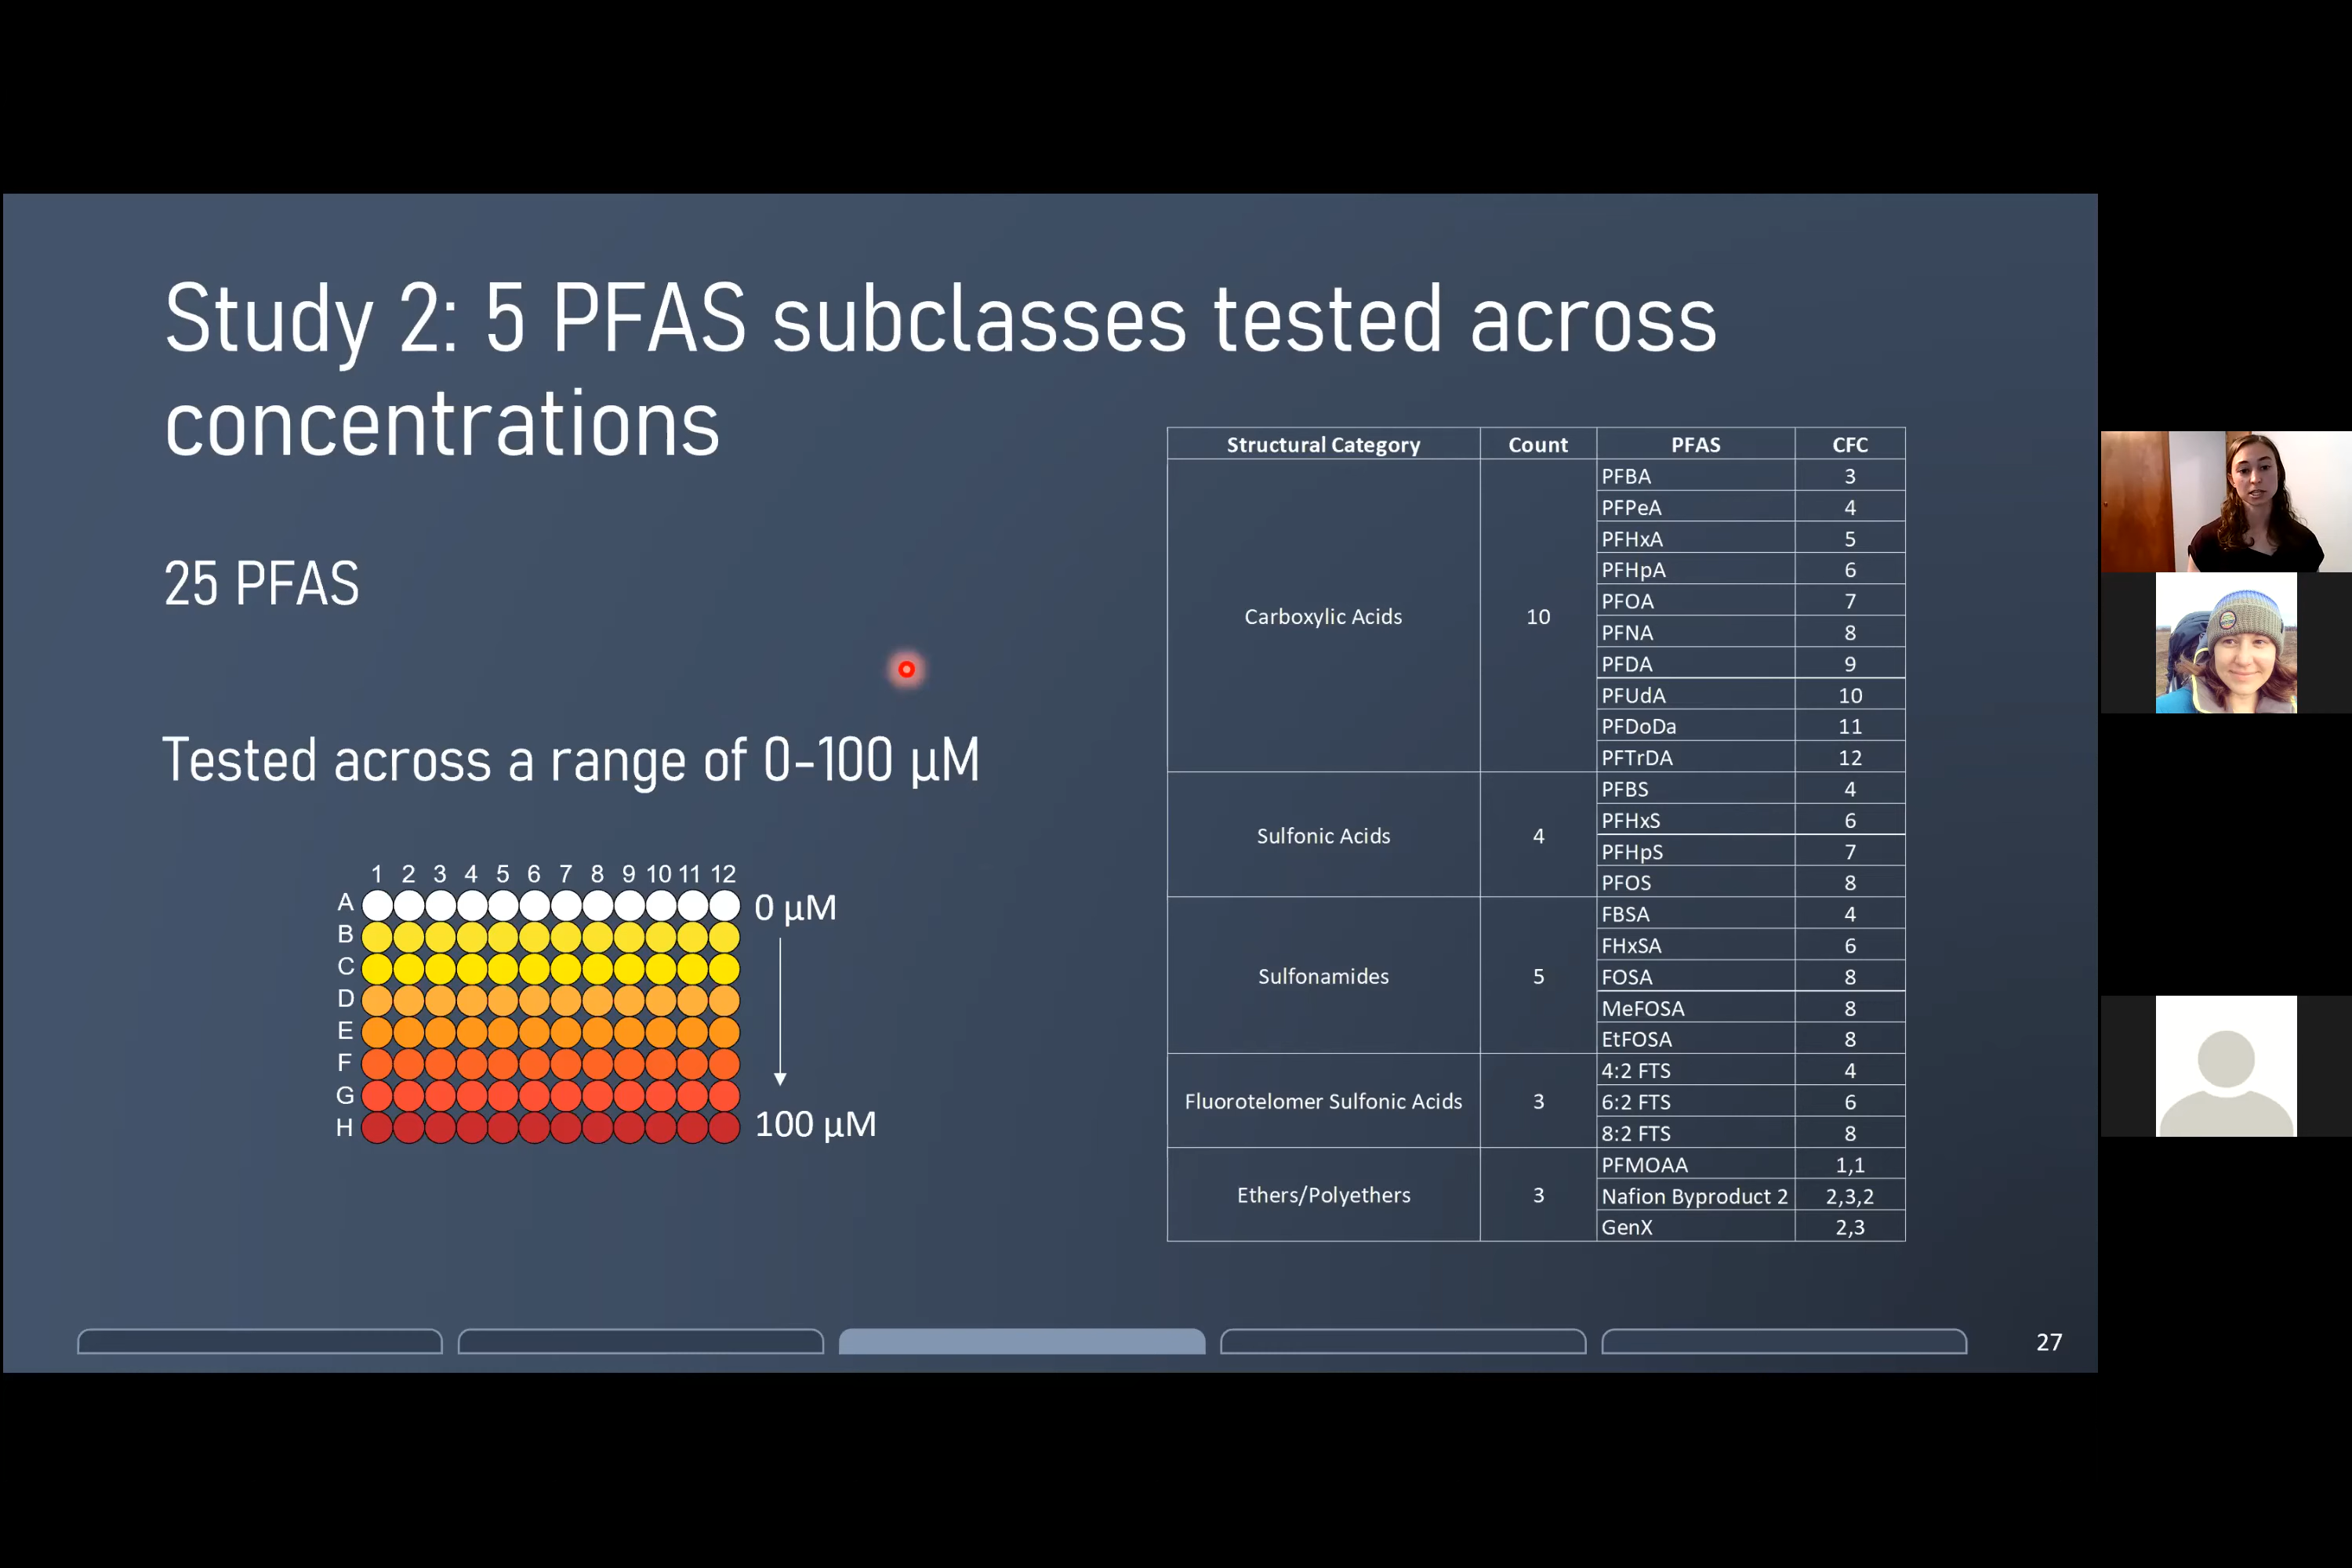 Study 2: 5 PFAS subclasses tested across
concentrations
25 PFAS
Tested across a range of 0-100 µM
1 2 3 4 5 6 7 8 9 10 11 12
A
B
C
D
E
F
G
H
0 µM
100 µM
Structural Category Count PFAS CFC
Carboxylic Acids 10
PFBA 3
PFPeA 4
PFHxA 5
PFHpA 6
PFOA 7
PFNA 8
PFDA 9
PFUdA 10
PFDoDa 11
PFTrDA 12
Sulfonic Acids 4
PFBS 4
PFHxS 6
PFHpS 7
PFOS 8
Sulfonamides 5
FBSA 4
FHxSA 6
FOSA 8
MeFOSA 8
EtFOSA 8
Fluorotelomer Sulfonic Acids 3
4:2 FTS 4
6:2 FTS 6
8:2 FTS 8
Ethers/Polyethers 3
PFMOAA 1,1
Nafion Byproduct 2 2,3,2
GenX 2,3
27